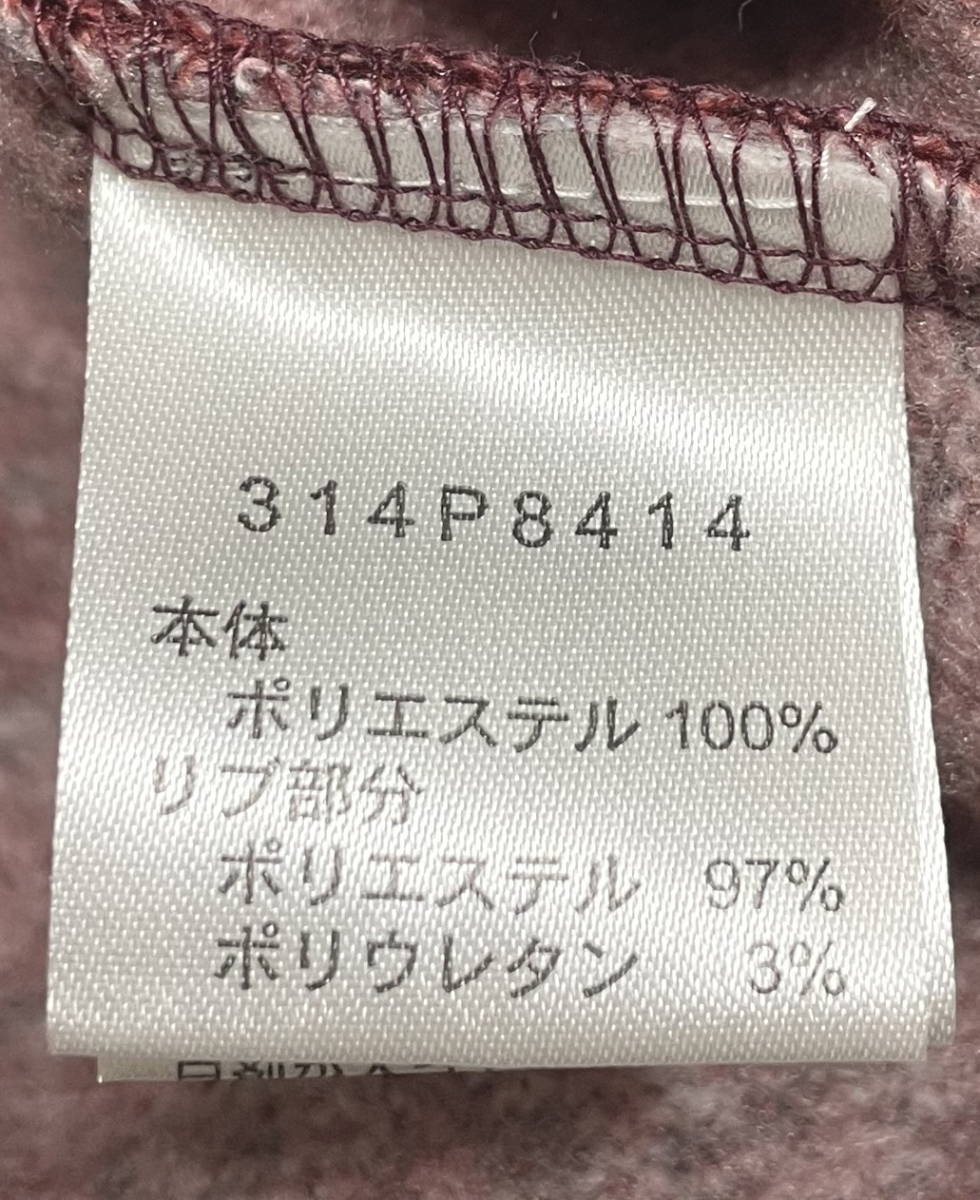 314P8414
本体
ポリエステル 100%
リブ部分
ポリエステル 97%
ポリウレタン 3%